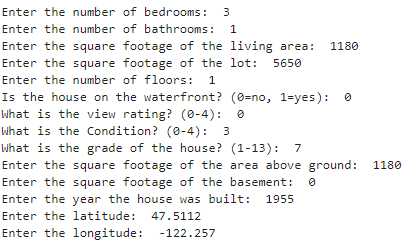 Enter the number of bedrooms:  3
Enter the number of bathrooms:  1
Enter the square footage of the living area:  1180
Enter the square footage of the lot:  5650
Enter the number of floors:  1
Is the house on the waterfront? (0=no, 1=yes):  0
What is the view rating? (0-4):  0
What is the Condition? (0-4):  3
What is the grade of the house? (1-13):  7
Enter the square footage of the area above ground:  1180
Enter the square footage of the basement:  0
Enter the year the house was built:  1955
Enter the latitude:  47.5112
Enter the longitude:  -122.257